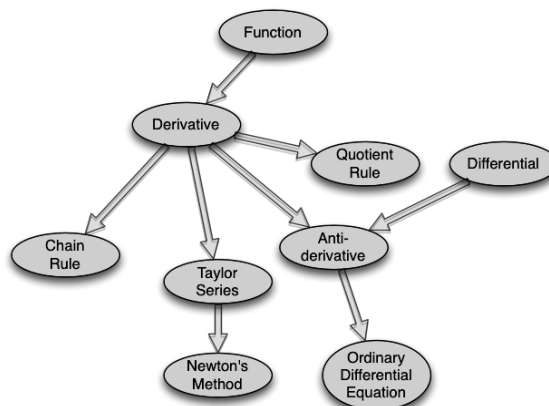 Function
Derivative
Quotient
Rule
Differential
Chain
Rule
Anti-
derivative
Taylor
Series
Newton's
Method
Ordinary
Differential
Equation